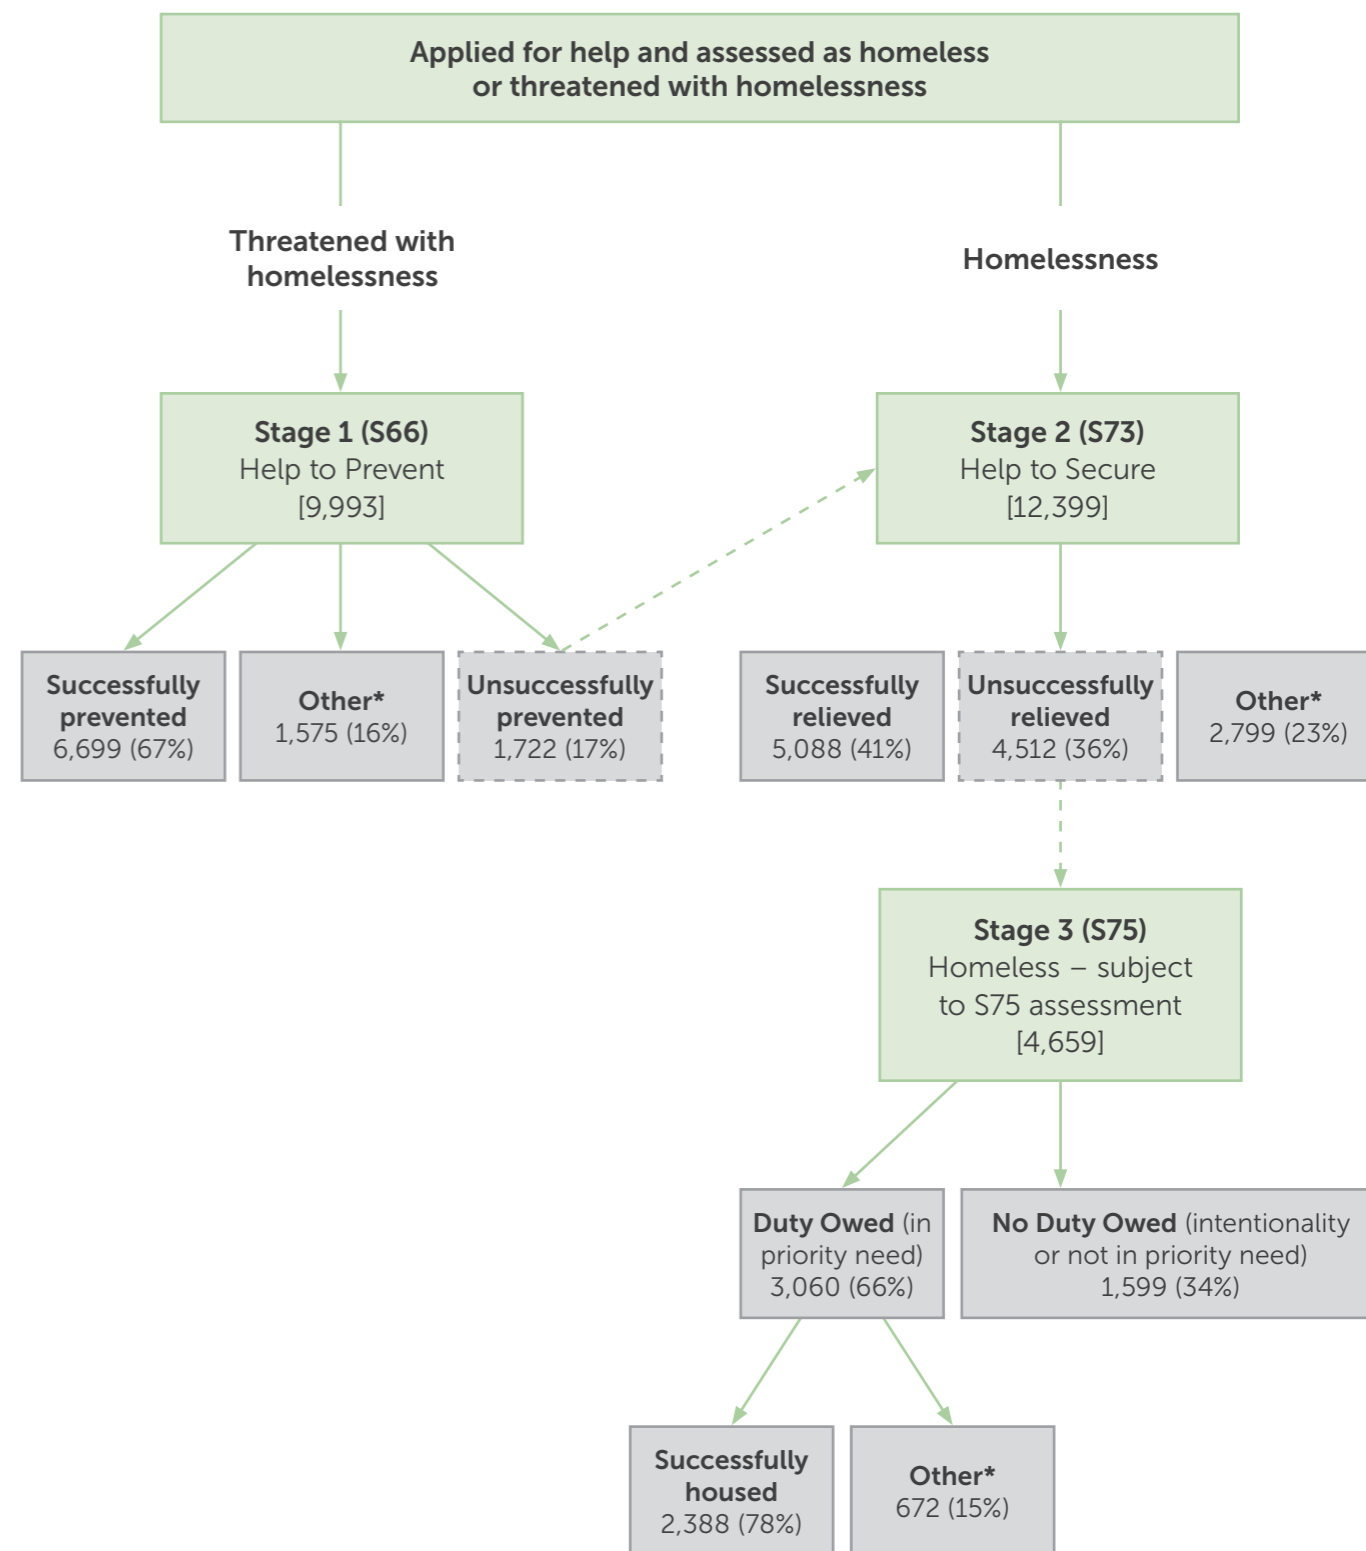 Applied for help and assessed as homeless
or threatened with homelessness
Threatened with
homelessness
Homelessness
Stage 1 (S66)
Help to Prevent
[9,993]
Stage 2 (S73)
Help to Secure
[12,399]
Successfully
prevented
6,699 (67%)
Other*
1,575 (16%)
Unsuccessfully
prevented
1,722 (17%)
Successfully
relieved
5,088 (41%)
Unsuccessfully
relieved
4,512 (36%)
Other*
2,799 (23%)
Stage 3 (S75)
Homeless – subject
to S75 assessment
[4,659]
Duty Owed (in
priority need)
3,060 (66%)
No Duty Owed (intentionality
or not in priority need)
1,599 (34%)
Successfully
housed
2,388 (78%)
Other*
672 (15%)